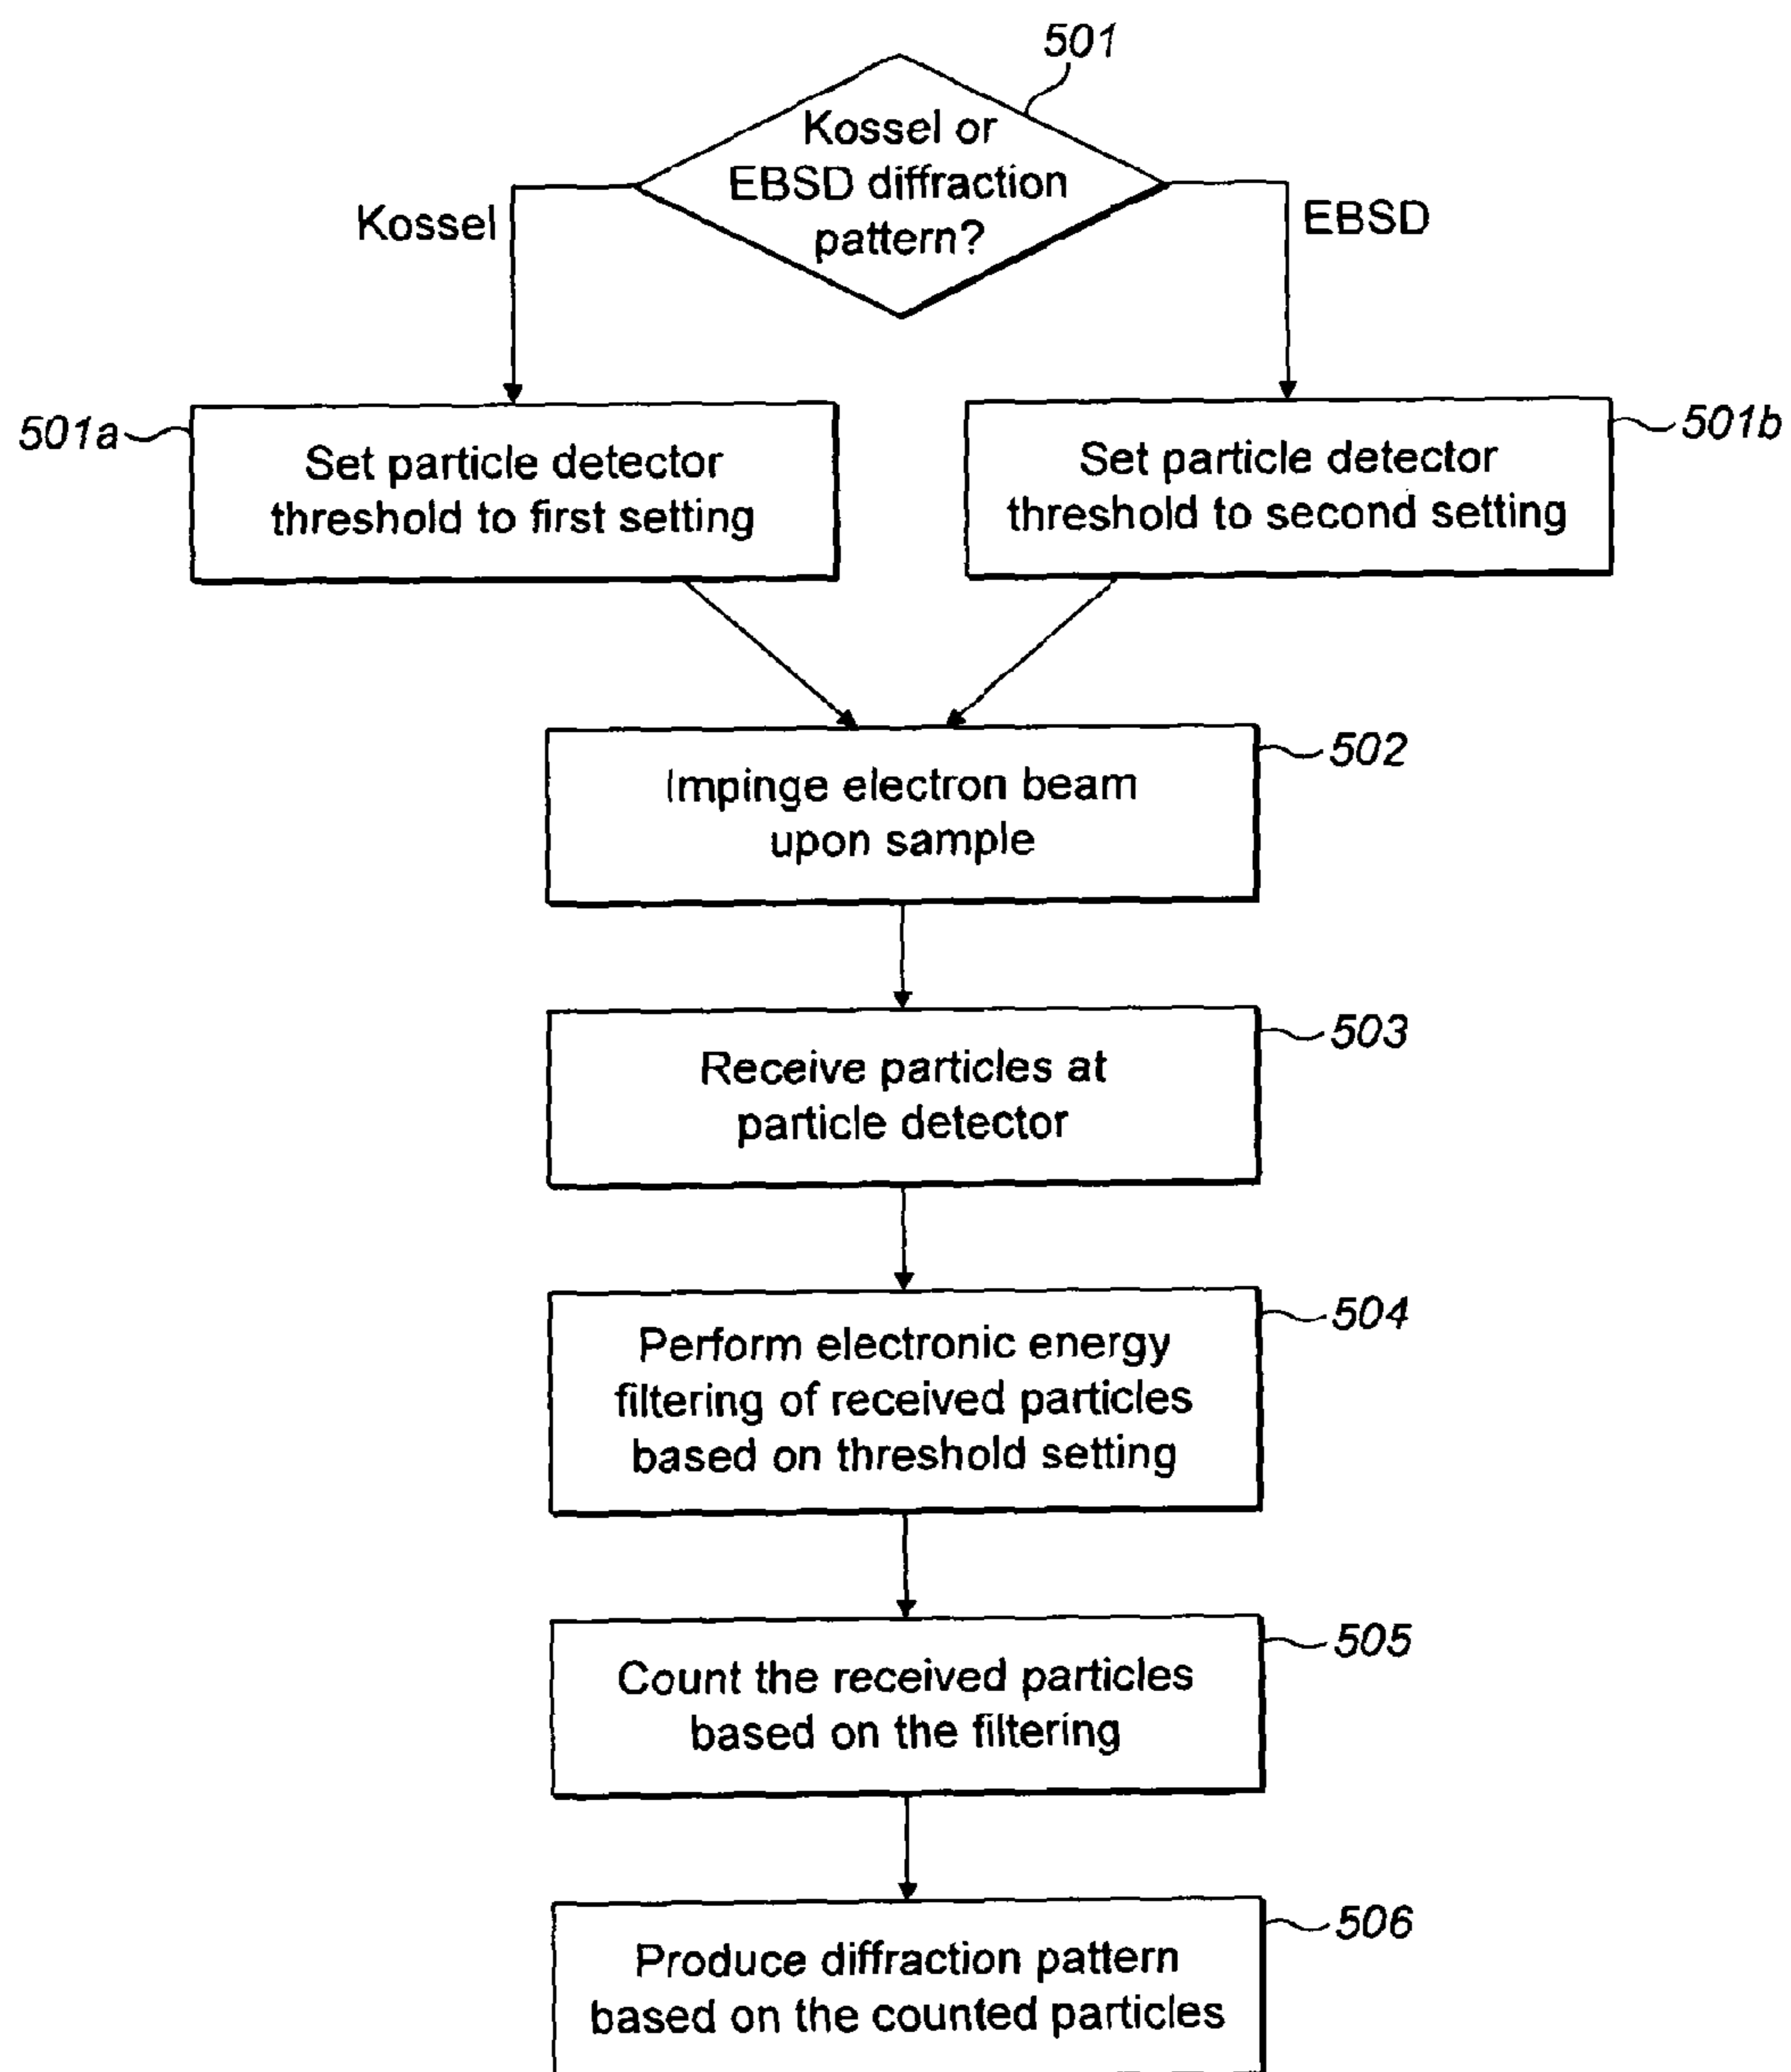 501
Kossel or
EBSD diffraction
pattern?
Kossel
EBSD
501a
Set particle detector
threshold to first setting
501b
Set particle detector
threshold to second setting
502
Impinge electron beam
upon sample
503
Receive particles at
particle detector
504
Perform electronic energy
filtering of received particles
based on threshold setting
505
Count the received particles
based on the filtering
506
Produce diffraction pattern
based on the counted particles